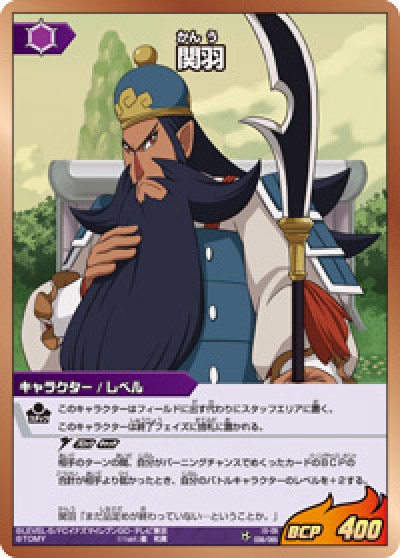 かん う
関羽
キャラクター / レベル
このキャラクターはフィールドに出す代わりにスタッフエリアに置く。
このキャラクターは終了フェイズに捨札に置かれる。
相手のターンの間、自分がバーニングチャンスでめくったカードのBCPの
合計が相手より低かったとき、自分のバトルキャラクターのレベルを+2する。
関羽「まだ忘定めが終わっていない…ということか。」
©TOMY
BCP 400